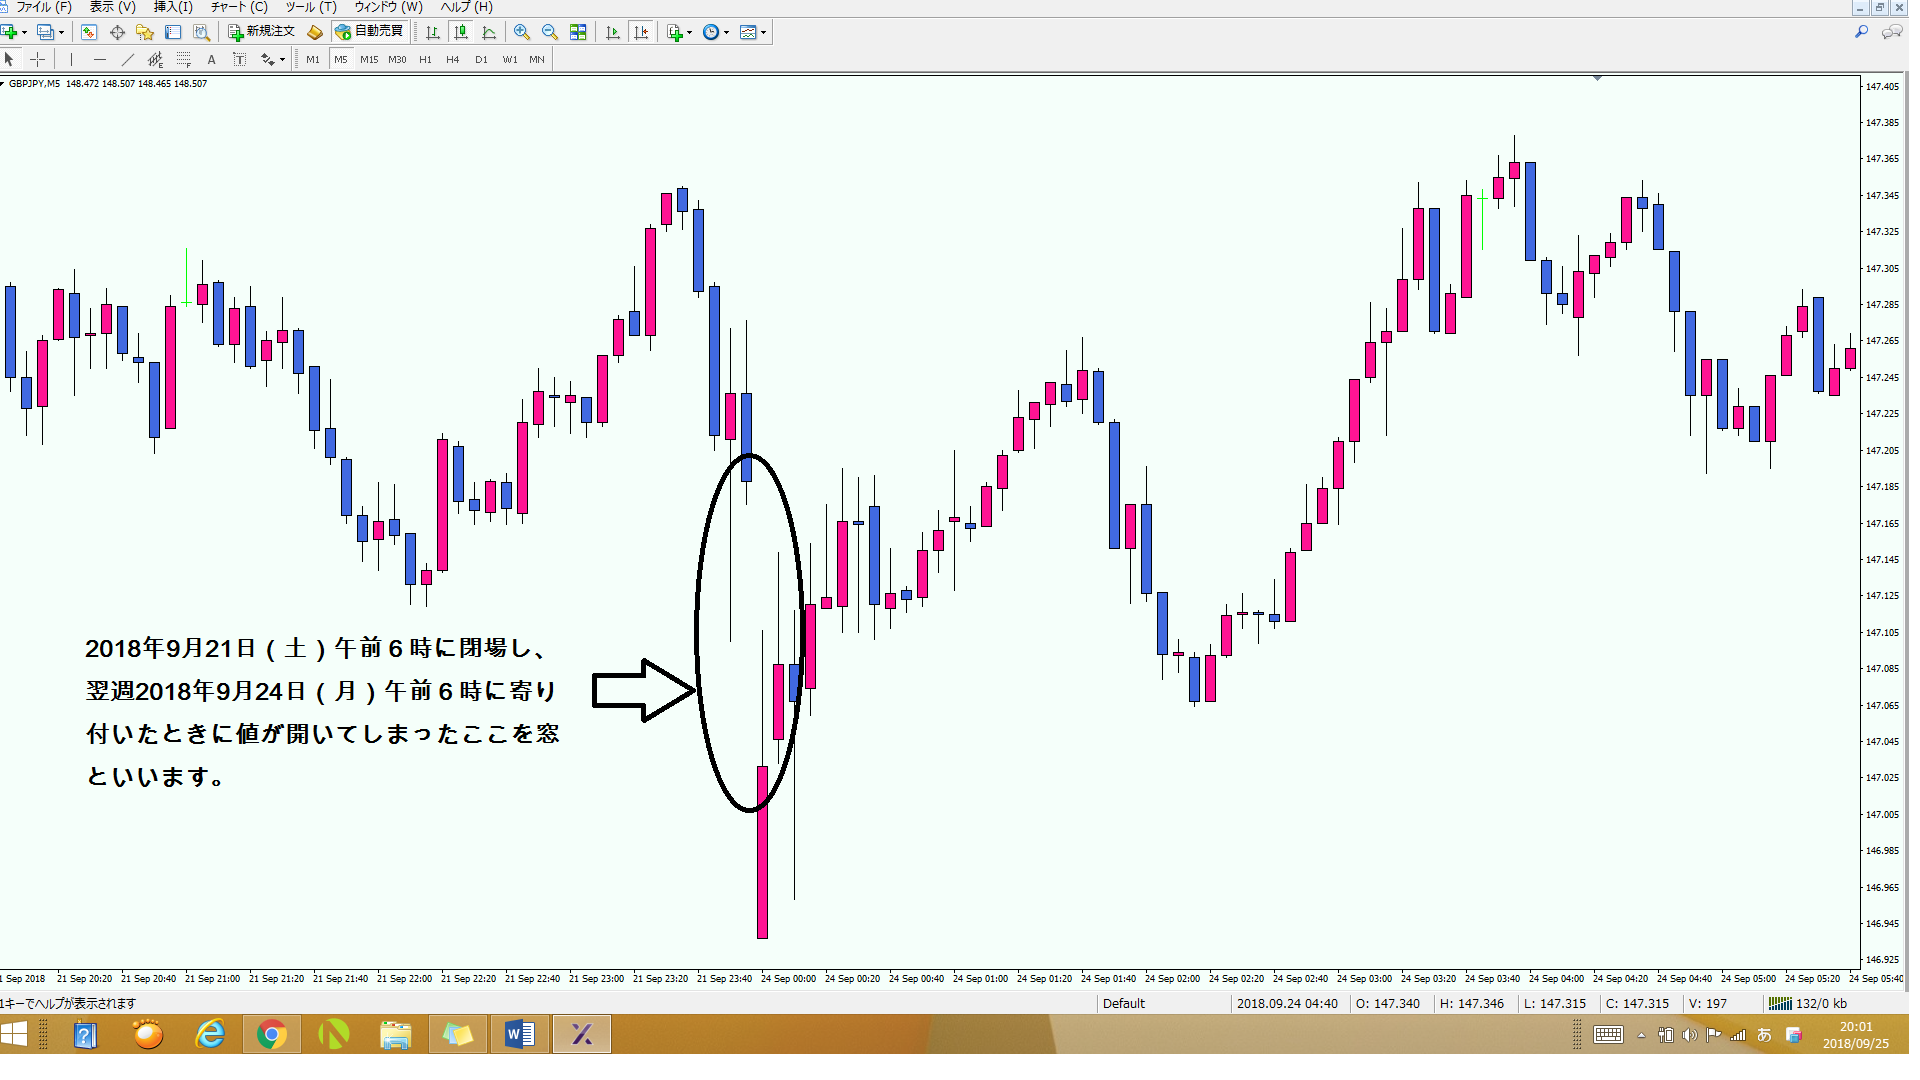 ファイル (F) 表示 (V) 挿入(I) チャート (C) ツール (T) ウィンドウ (W) ヘルプ (H)
新規注文 自動売買
A T M1 M5 M15 M30 H1 H4 D1 W1 MN
GBPJPY,M5 148.472 148.507 148.465 148.507
147.405
147.385
147.365
147.345
147.325
147.305
147.285
147.265
147.245
147.225
147.205
147.185
147.165
147.145
147.125
147.105
147.085
147.065
147.045
147.025
147.005
146.985
146.965
146.945
146.925
2018年9月21日（土）午前６時に閉場し、
翌週2018年9月24日（月）午前６時に寄り
付いたときに値が開いてしまったここを窓
といいます。
1 Sep 2018 21 Sep 20:20 21 Sep 20:40 21 Sep 21:00 21 Sep 21:20 21 Sep 21:40 21 Sep 22:00 21 Sep 22:20 21 Sep 22:40 21 Sep 23:00 21 Sep 23:20 21 Sep 23:40 24 Sep 00:00 24 Sep 00:20 24 Sep 00:40 24 Sep 01:00 24 Sep 01:20 24 Sep 01:40 24 Sep 02:00 24 Sep 02:20 24 Sep 02:40 24 Sep 03:00 24 Sep 03:20 24 Sep 03:40 24 Sep 04:00 24 Sep 04:20 24 Sep 04:40 24 Sep 05:00 24 Sep 05:20 24 Sep 05:40
1キーでヘルプが表示されます Default 2018.09.24 04:40 O: 147.340 H: 147.346 L: 147.315 C: 147.315 V: 197 132/0 kb
あ 20:01
2018/09/25